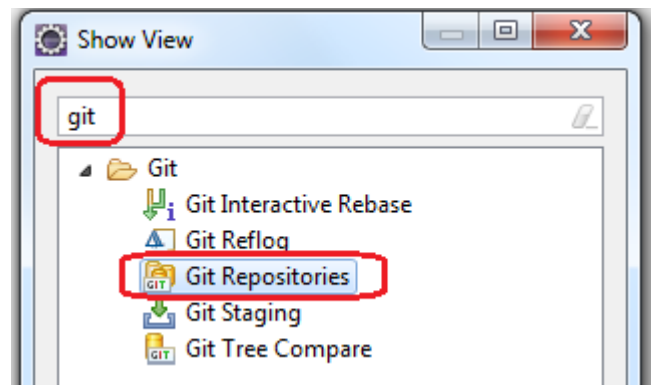 Show View
git
Git
Git Interactive Rebase
Git Reflog
Git Repositories
Git Staging
Git Tree Compare